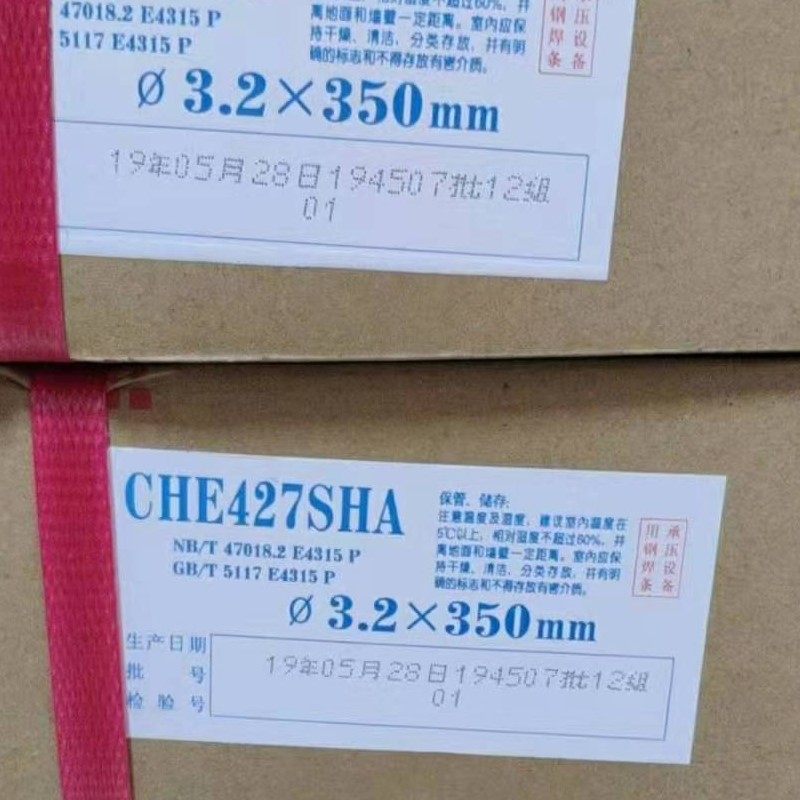 47018.2 E4315 P
5117 E4315 P
离地面和墙壁一定距离。室内应保
持干燥、清洁、分类存放，并有明
确的标志和不得存放有害介质。
承压设备
用钢焊条
Ø 3.2×350mm
19年05月28日194507批12组
01
CHE427SHA
NB/T 47018.2 E4315 P
GB/T 5117 E4315 P
保管、储存:
注意温度及湿度，建议室内温度在
5℃以上，相对湿度不超过60%，并
离地面和墙壁一定距离。室内应保
持干燥、清洁、分类存放，并有明
确的标志和不得存放有害介质。
承压设备
用钢焊条
Ø 3.2×350mm
生产日期
批号
检验号
19年05月28日194507批12组
01